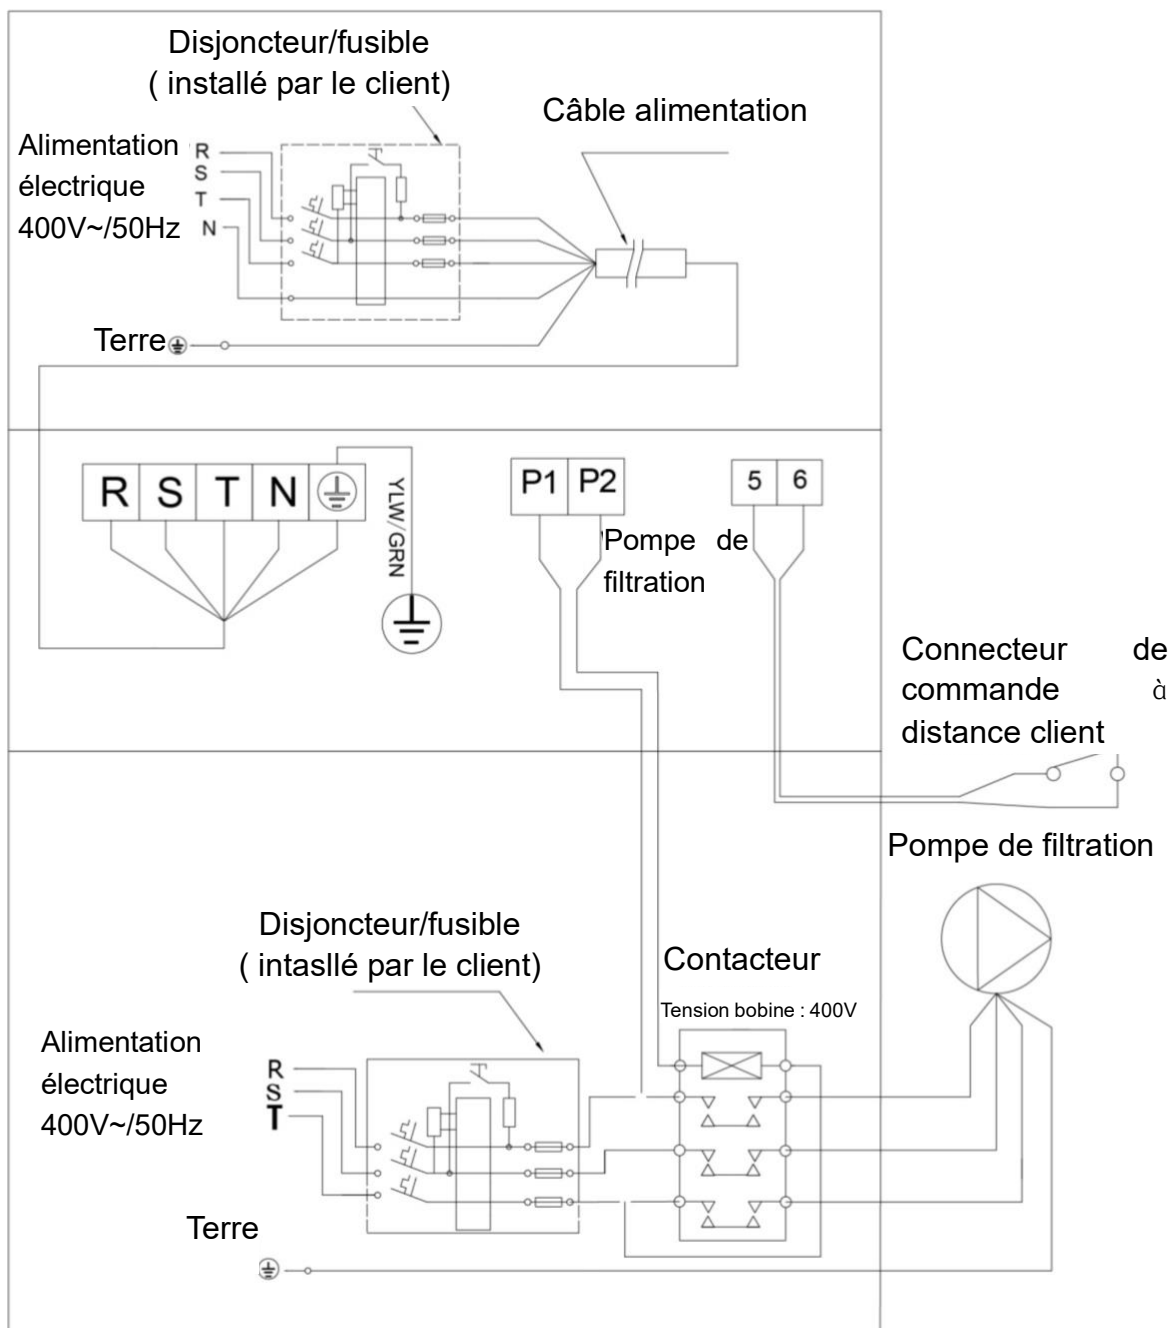 Disjoncteur/fusible
( installé par le client)
Câble alimentation
Alimentation
électrique
400V~/50Hz
R
S
T
N
Terre
R S T N
YLW/GRN
P1 P2
5 6
Pompe de
filtration
Connecteur de
commande à
distance client
Pompe de filtration
Disjoncteur/fusible
( intasllé par le client)
Contacteur
Tension bobine : 400V
Alimentation
électrique
400V~/50Hz
R
S
T
Terre